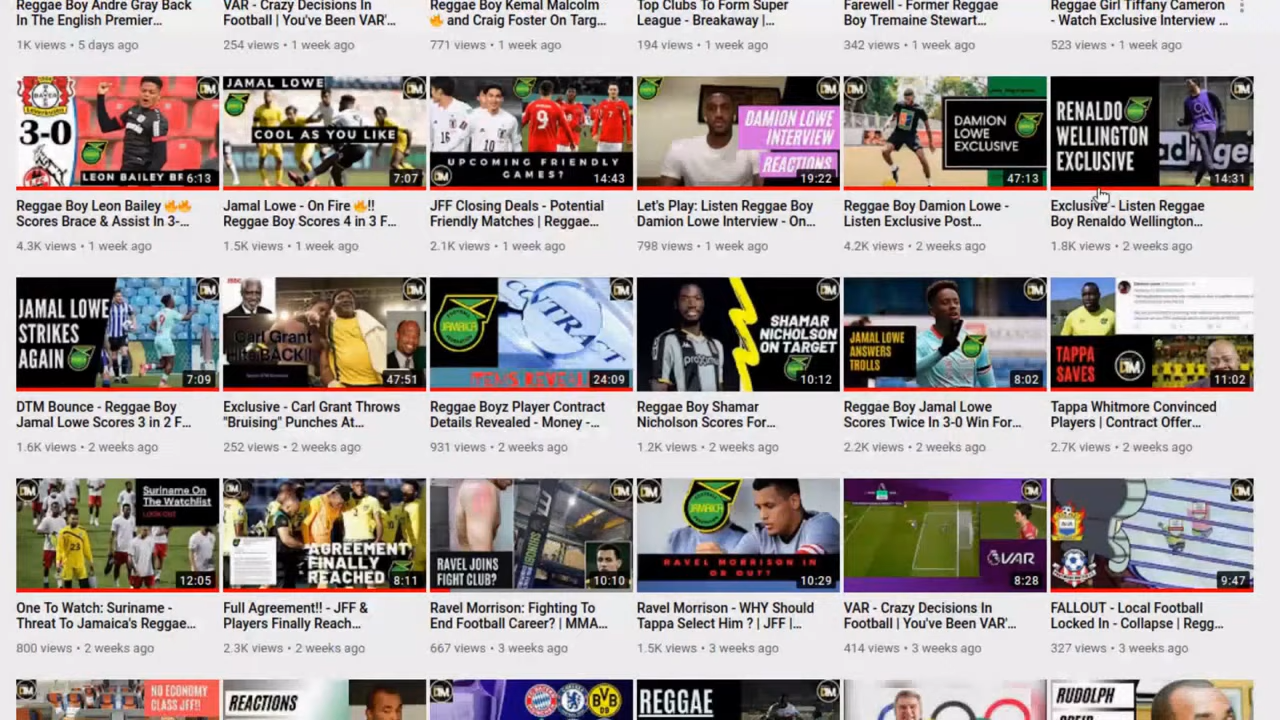 Reggae Boy Andre Gray Back
In The English Premier...
1K views • 5 days ago
VAR - Crazy Decisions In
Football | You've Been VAR'...
254 views • 1 week ago
Reggae Boy Kemal Malcolm
🔥 and Craig Foster On Targ...
771 views • 1 week ago
Top Clubs To Form Super
League - Breakaway |...
194 views • 1 week ago
Farewell - Former Reggae
Boy Tremaine Stewart...
342 views • 1 week ago
Reggae Girl Tiffany Cameron
- Watch Exclusive Interview ...
523 views • 1 week ago
3-0
LEON BAILEY
6:13
Reggae Boy Leon Bailey 🔥🔥
Scores Brace & Assist In 3-...
4.3K views • 1 week ago
JAMAL LOWE
COOL AS YOU LIKE
7:07
Jamal Lowe - On Fire 🔥!!
Reggae Boy Scores 4 in 3 F...
1.5K views • 1 week ago
UPCOMING FRIENDLY
GAMES?
14:43
JFF Closing Deals - Potential
Friendly Matches | Reggae...
2.1K views • 1 week ago
DAMION LOWE
INTERVIEW
REACTIONS
19:22
Let's Play: Listen Reggae Boy
Damion Lowe Interview - On...
798 views • 1 week ago
DAMION
LOWE
EXCLUSIVE
47:13
Reggae Boy Damion Lowe -
Listen Exclusive Post...
4.2K views • 2 weeks ago
RENALDO
WELLINGTON
EXCLUSIVE
14:31
Exclusive - Listen Reggae
Boy Renaldo Wellington...
1.8K views • 2 weeks ago
JAMAL LOWE
STRIKES
AGAIN
7:09
DTM Bounce - Reggae Boy
Jamal Lowe Scores 3 in 2 F...
1.6K views • 2 weeks ago
Carl Grant
Hits BACK!!
47:51
Exclusive - Carl Grant Throws
"Bruising" Punches At...
252 views • 2 weeks ago
JAMAICA
24:09
Reggae Boyz Player Contract
Details Revealed - Money -...
931 views • 2 weeks ago
SHAMAR
NICHOLSON
ON TARGET
10:12
Reggae Boy Shamar
Nicholson Scores For...
1.2K views • 2 weeks ago
JAMAL LOWE
ANSWERS
TROLLS
8:02
Reggae Boy Jamal Lowe
Scores Twice In 3-0 Win For...
2.2K views • 2 weeks ago
TAPPA
SAVES
11:02
Tappa Whitmore Convinced
Players | Contract Offer...
2.7K views • 2 weeks ago
Suriname On
The Watchlist
LOOK OUT
12:05
One To Watch: Suriname -
Threat To Jamaica's Reggae...
800 views • 2 weeks ago
AGREEMENT
FINALLY
REACHED
8:11
Full Agreement!! - JFF &
Players Finally Reach...
2.3K views • 2 weeks ago
RAVEL JOINS
FIGHT CLUB?
10:10
Ravel Morrison: Fighting To
End Football Career? | MMA...
667 views • 3 weeks ago
JAMAICA
RAVEL MORRISON IN
OR OUT?
10:29
Ravel Morrison - WHY Should
Tappa Select Him ? | JFF |...
1.5K views • 3 weeks ago
VAR
8:28
VAR - Crazy Decisions In
Football | You've Been VAR'...
414 views • 3 weeks ago
9:47
FALLOUT - Local Football
Locked In - Collapse | Regg...
327 views • 3 weeks ago
NO ECONOMY
CLASS JFF!!
REACTIONS
REGGAE
RUDOLPH